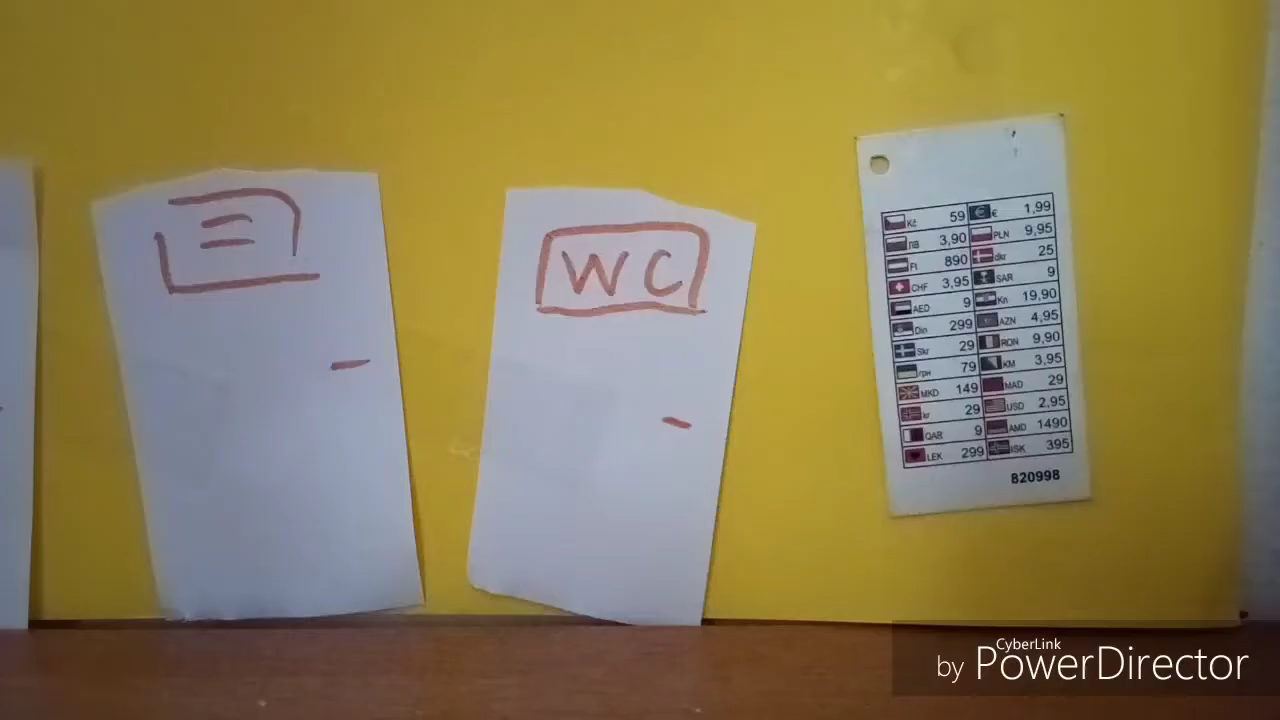 WC
Kč 59 € 1,99
ЛВ 3,90 PLN 9,95
Ft 890 dkr 25
CHF 3,95 SAR 9
AED 9 Kn 19,90
Din 299 AZN 4,95
Skr 29 RON 9,90
грн 79 KM 3,95
MKD 149 MAD 29
kr 29 USD 2,95
QAR 9 AMD 1490
LEK 299 ISK 395
820998
CyberLink
by PowerDirector